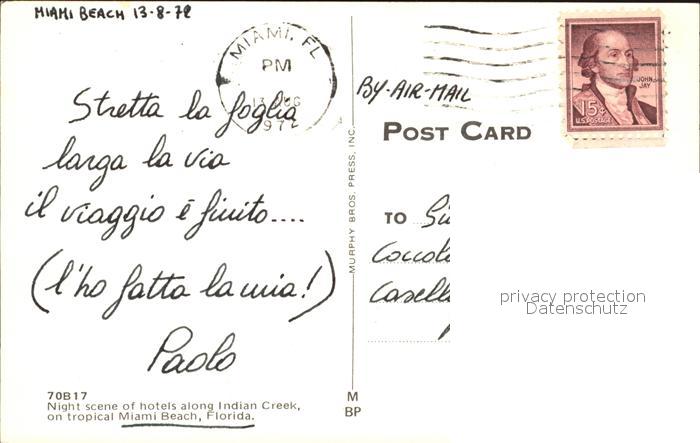 MIAMI BEACH 13-8-72
Stretta la foglia
larga la via
il viaggio è finito....
(l'ho fatta la mia!)
Paolo
70B17
Night scene of hotels along Indian Creek,
on tropical Miami Beach, Florida.
MURPHY BROS. PRESS, INC.
M
BP
MIAMI, FL
PM
197
BY-AIR-MAIL
JOHN
JAY
15¢
U.S. POSTAGE
POST CARD
TO
privacy protection
Datenschutz